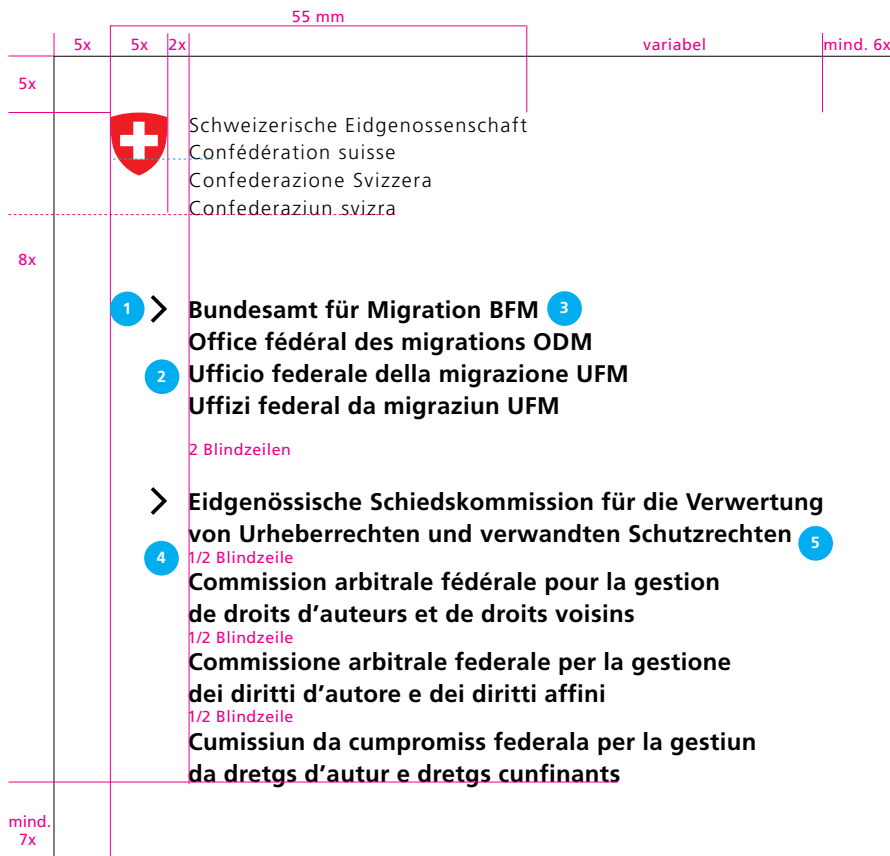 55 mm
5x 5x 2x variabel mind. 6x
5x
Schweizerische Eidgenossenschaft
Confédération suisse
Confederazione Svizzera
Confederaziun svizra
8x
1 Bundesamt für Migration BFM 3
Office fédéral des migrations ODM
2 Ufficio federale della migrazione UFM
Uffizi federal da migraziun UFM
2 Blindzeilen
Eidgenössische Schiedskommission für die Verwertung
von Urheberrechten und verwandten Schutzrechten 5
4 1/2 Blindzeile
Commission arbitrale fédérale pour la gestion
de droits d’auteurs et de droits voisins
1/2 Blindzeile
Commissione arbitrale federale per la gestione
dei diritti d’autore e dei diritti affini
1/2 Blindzeile
Cumissiun da cumpromiss federala per la gestiun
da dretgs d’autur e dretgs cunfinants
mind.
7x